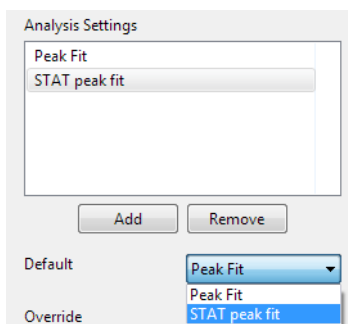 Analysis Settings
Peak Fit
STAT peak fit
Add Remove
Default Peak Fit
Peak Fit
Override STAT peak fit